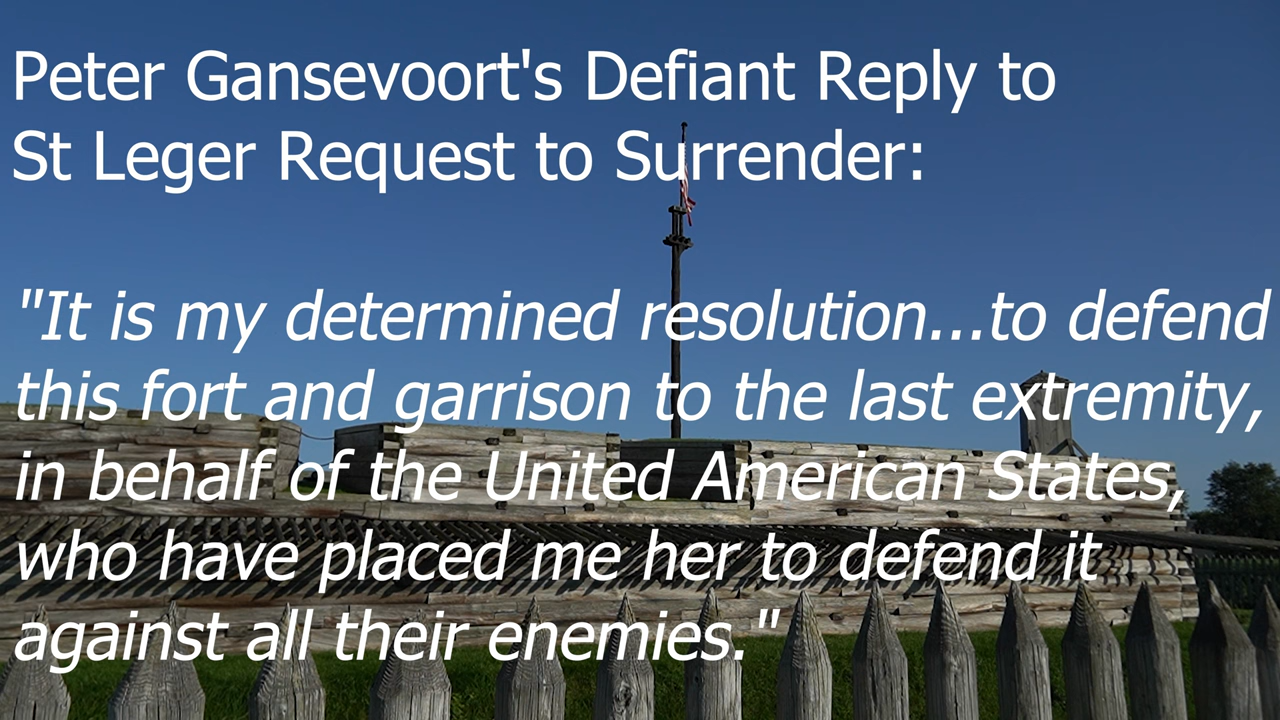 Peter Gansevoort's Defiant Reply to
St Leger Request to Surrender:
"It is my determined resolution...to defend
this fort and garrison to the last extremity,
in behalf of the United American States,
who have placed me her to defend it
against all their enemies."